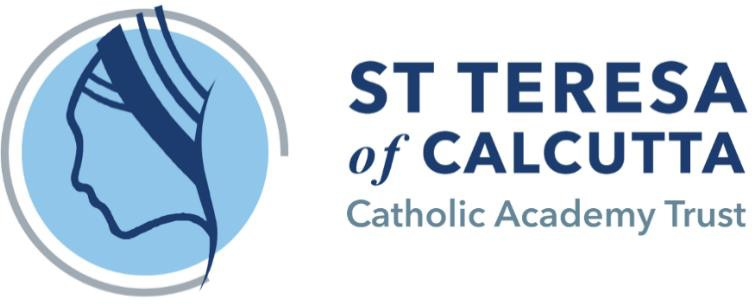 ST TERESA
of CALCUTTA
Catholic Academy Trust